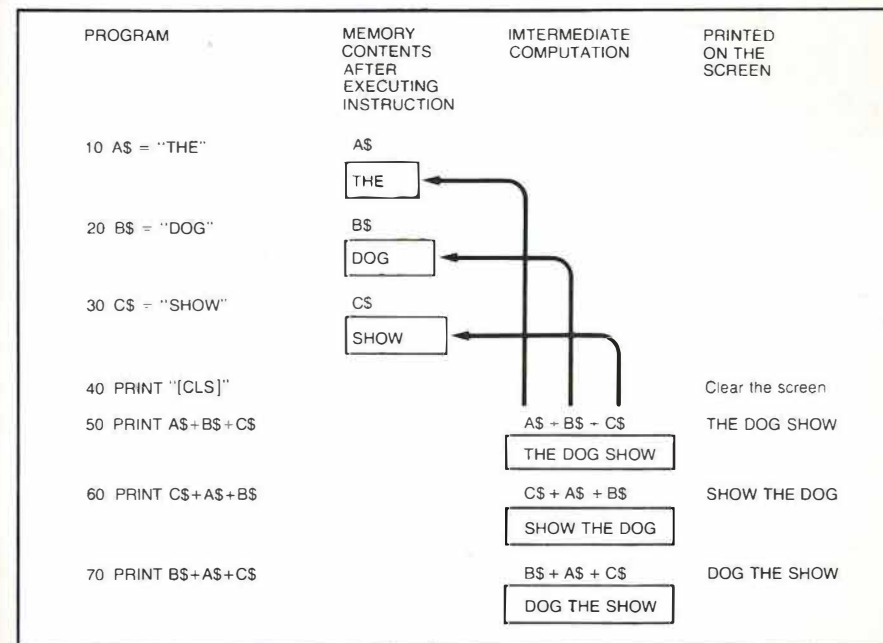 PROGRAM
MEMORY
CONTENTS
AFTER
EXECUTING
INSTRUCTION
IMTERMEDIATE
COMPUTATION
PRINTED
ON THE
SCREEN
10 A$ = "THE"
A$
THE
20 B$ = "DOG"
B$
DOG
30 C$ = "SHOW"
C$
SHOW
40 PRINT "[CLS]"
Clear the screen
50 PRINT A$+B$+C$
A$ + B$ + C$
THE DOG SHOW
THE DOG SHOW
60 PRINT C$+A$+B$
C$ + A$ + B$
SHOW THE DOG
SHOW THE DOG
70 PRINT B$+A$+C$
B$ + A$ + C$
DOG THE SHOW
DOG THE SHOW